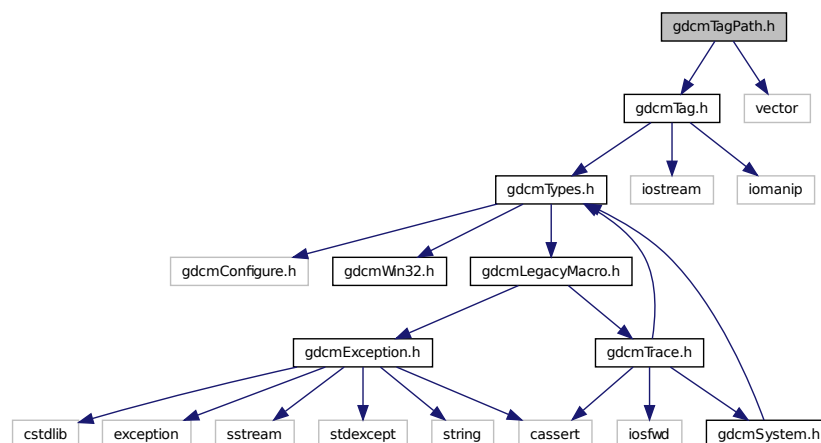 gdcmTagPath.h
gdcmTag.h
vector
gdcmTypes.h
iostream
iomanip
gdcmConfigure.h
gdcmWin32.h
gdcmLegacyMacro.h
gdcmException.h
gdcmTrace.h
cstdlib
exception
sstream
stdexcept
string
cassert
iosfwd
gdcmSystem.h